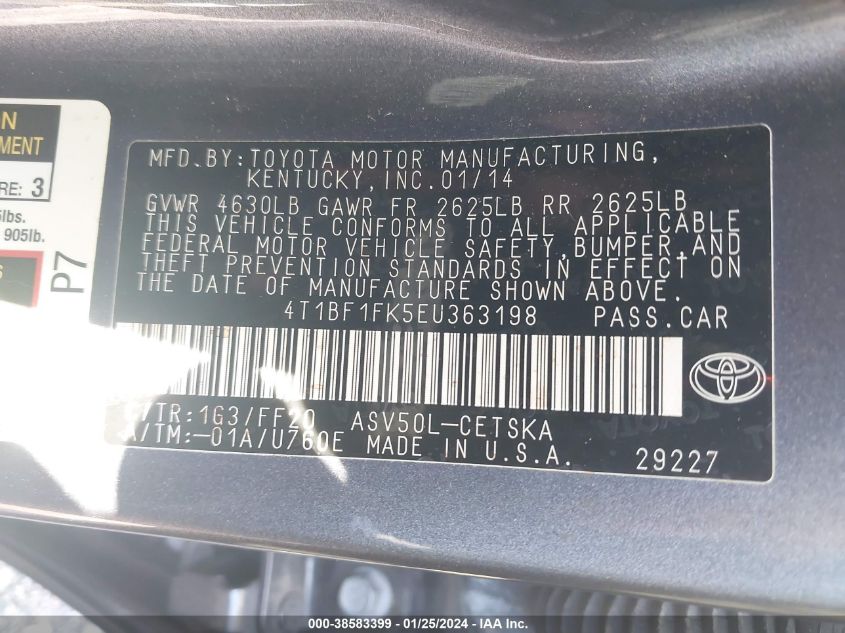 N
MENT
RE: 3
lbs.
905lb.
S
P7
MFD.BY: TOYOTA MOTOR MANUFACTURING,
KENTUCKY, INC. 01/14
GVWR 4630LB GAWR FR 2625LB RR 2625LB
THIS VEHICLE CONFORMS TO ALL APPLICABLE
FEDERAL MOTOR VEHICLE SAFETY, BUMPER, AND
THEFT PREVENTION STANDARDS IN EFFECT ON
THE DATE OF MANUFACTURE SHOWN ABOVE.
4T1BF1FK5EU363198 PASS.CAR
/TR: 1G3/FF20 ASV50L-CETSKA
A/TM:-01A/U760E MADE IN U.S.A. 29227
000-38583399 - 01/25/2024 - IAA Inc.